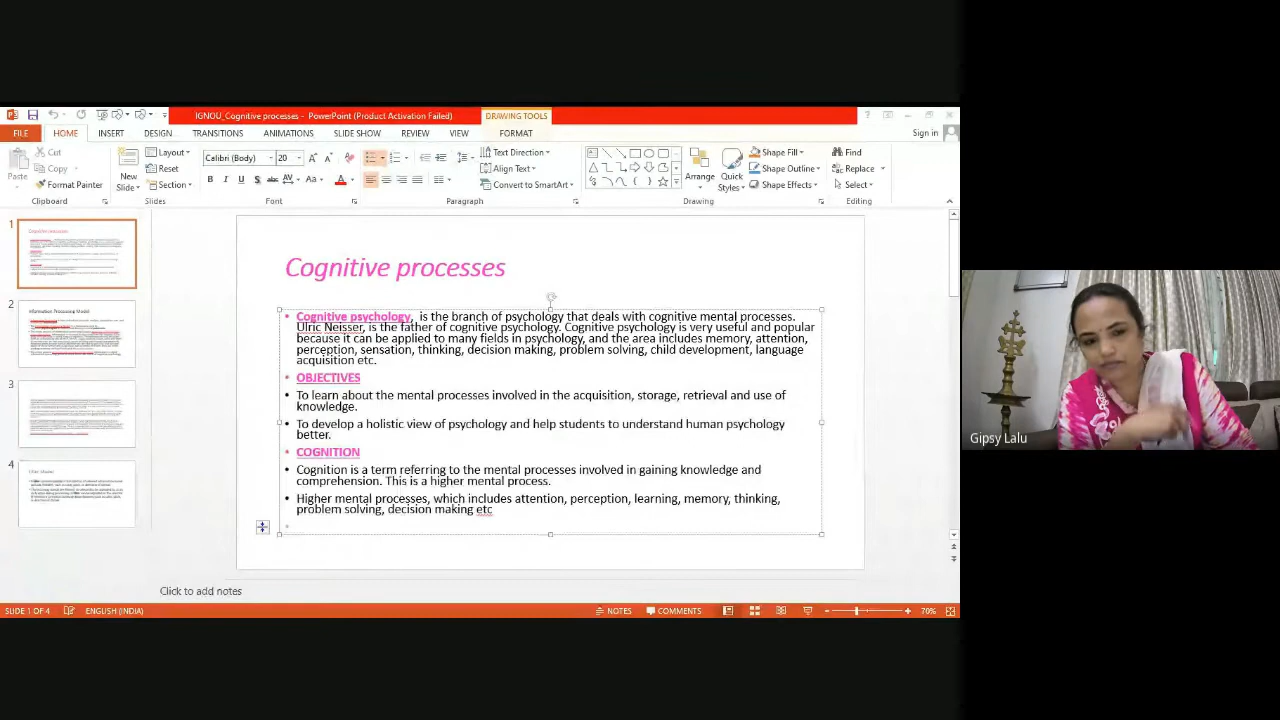 IGNOU_Cognitive processes - PowerPoint (Product Activation Failed)
DRAWING TOOLS
FILE HOME INSERT DESIGN TRANSITIONS ANIMATIONS SLIDE SHOW REVIEW VIEW FORMAT Sign in
Paste
Cut
Copy
Format Painter
Clipboard
New Slide
Layout
Reset
Section
Slides
Calibri (Body) 20
Font
Text Direction
Align Text
Convert to SmartArt
Paragraph
Arrange
Quick Styles
Shape Fill
Shape Outline
Shape Effects
Drawing
Find
Replace
Select
Editing
1
2
3
4
Information Processing Model
Cognitive processes
Cognitive psychology, is the branch of psychology that deals with cognitive mental processes.
Ulric Neisser, is the father of cognitive psychology. Cognitive psychology is very useful and popular
because it can be applied to many fields in psychology, and the area includes memory, attention,
perception, sensation, thinking, decision making, problem solving, child development, language
acquisition etc.
OBJECTIVES
To learn about the mental processes involved in the acquisition, storage, retrieval and use of
knowledge.
To develop a holistic view of psychology and help students to understand human psychology
better.
COGNITION
Cognition is a term referring to the mental processes involved in gaining knowledge and
comprehension. This is a higher mental process.
Higher mental processes, which includes attention, perception, learning, memory, thinking,
problem solving, decision making etc
Click to add notes
SLIDE 1 OF 4 ENGLISH (INDIA) NOTES COMMENTS 79%
Gipsy Lalu